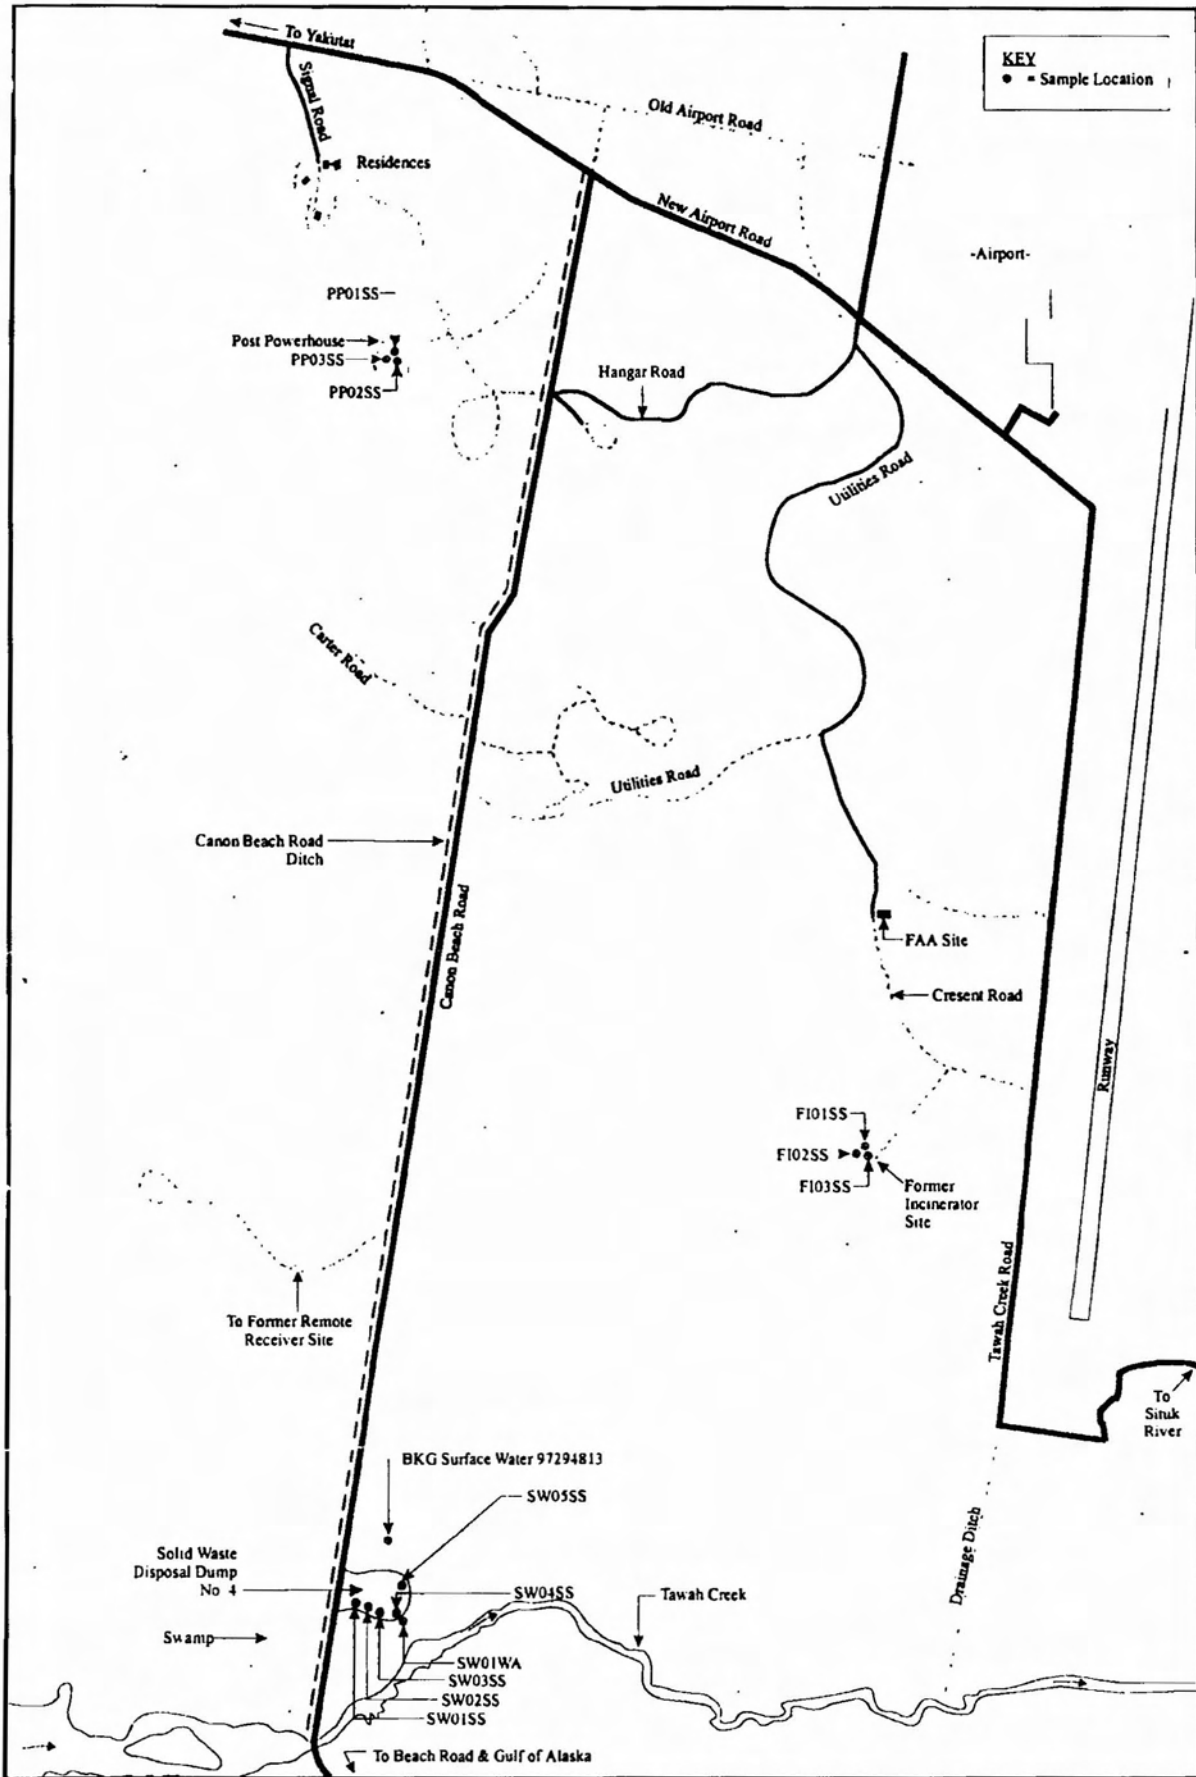 To Yakutat
KEY
● = Sample Location
Signal Road
Old Airport Road
Residences
New Airport Road
-Airport-
PP01SS
Post Powerhouse
PP03SS
PP02SS
Hangar Road
Utilities Road
Carter Road
Utilities Road
Canon Beach Road
Ditch
Canon Beach Road
FAA Site
Cresent Road
Runway
FI01SS
FI02SS
FI03SS
Former
Incinerator
Site
Tawah Creek Road
To Former Remote
Receiver Site
To
Situk
River
BKG Surface Water 97294813
SW05SS
Solid Waste
Disposal Dump
No 4
SW04SS
Tawah Creek
Drainage Ditch
Swamp
SW01WA
SW03SS
SW02SS
SW01SS
To Beach Road & Gulf of Alaska